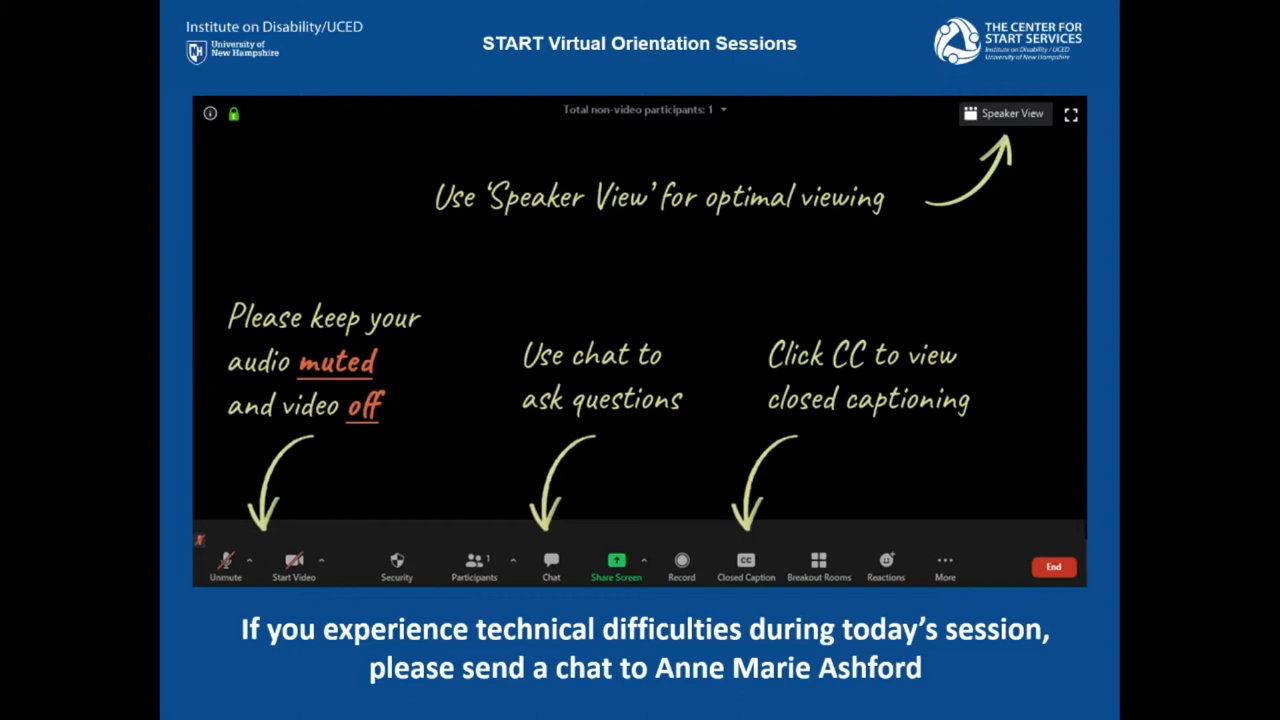 Institute on Disability/UCED
University of
New Hampshire
START Virtual Orientation Sessions
THE CENTER FOR
START SERVICES
Institute on Disability / UCED
University of New Hampshire
Total non-video participants: 1
Speaker View
Use ‘Speaker View’ for optimal viewing
Please keep your
audio muted
and video off
Use chat to
ask questions
Click CC to view
closed captioning
Unmute
Start Video
Security
1
Participants
Chat
Share Screen
Record
CC
Closed Caption
Breakout Rooms
Reactions
More
End
If you experience technical difficulties during today’s session,
please send a chat to Anne Marie Ashford